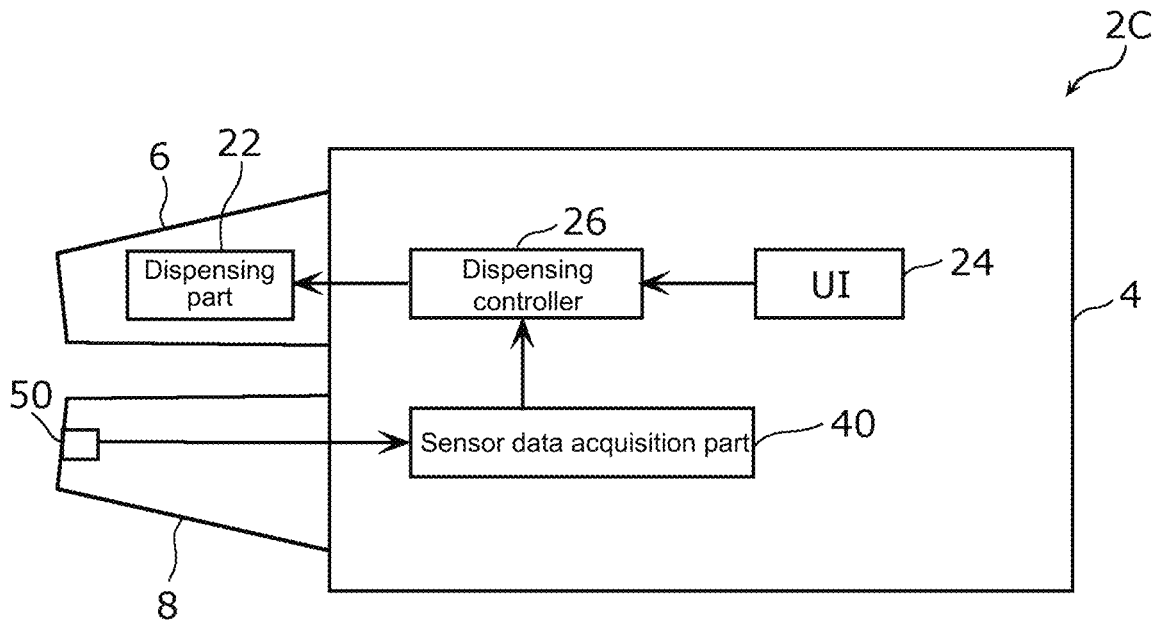 2C
22
6
26
24
4
Dispensing
part
Dispensing
controller
UI
50
Sensor data acquisition part
40
8